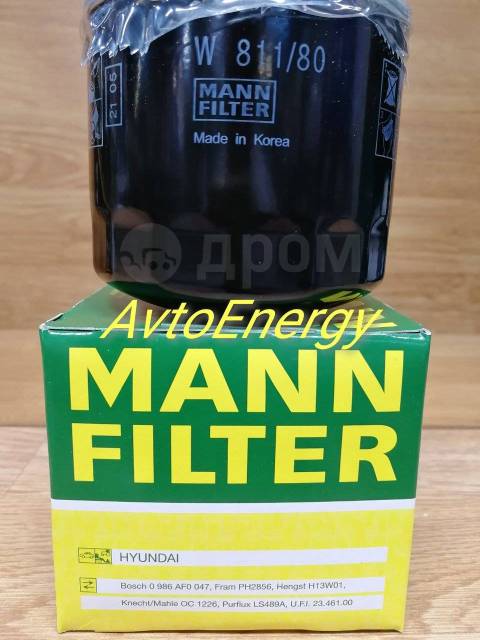 W 811/80
MANN
FILTER
Made in Korea
21 05
дром
AvtoEnergy-
MANN
FILTER
HYUNDAI
Bosch 0 986 AF0 047, Fram PH2856, Hengst H13W01,
Knecht/Mahle OC 1226, Purflux LS489A, U.F.I. 23.461.00